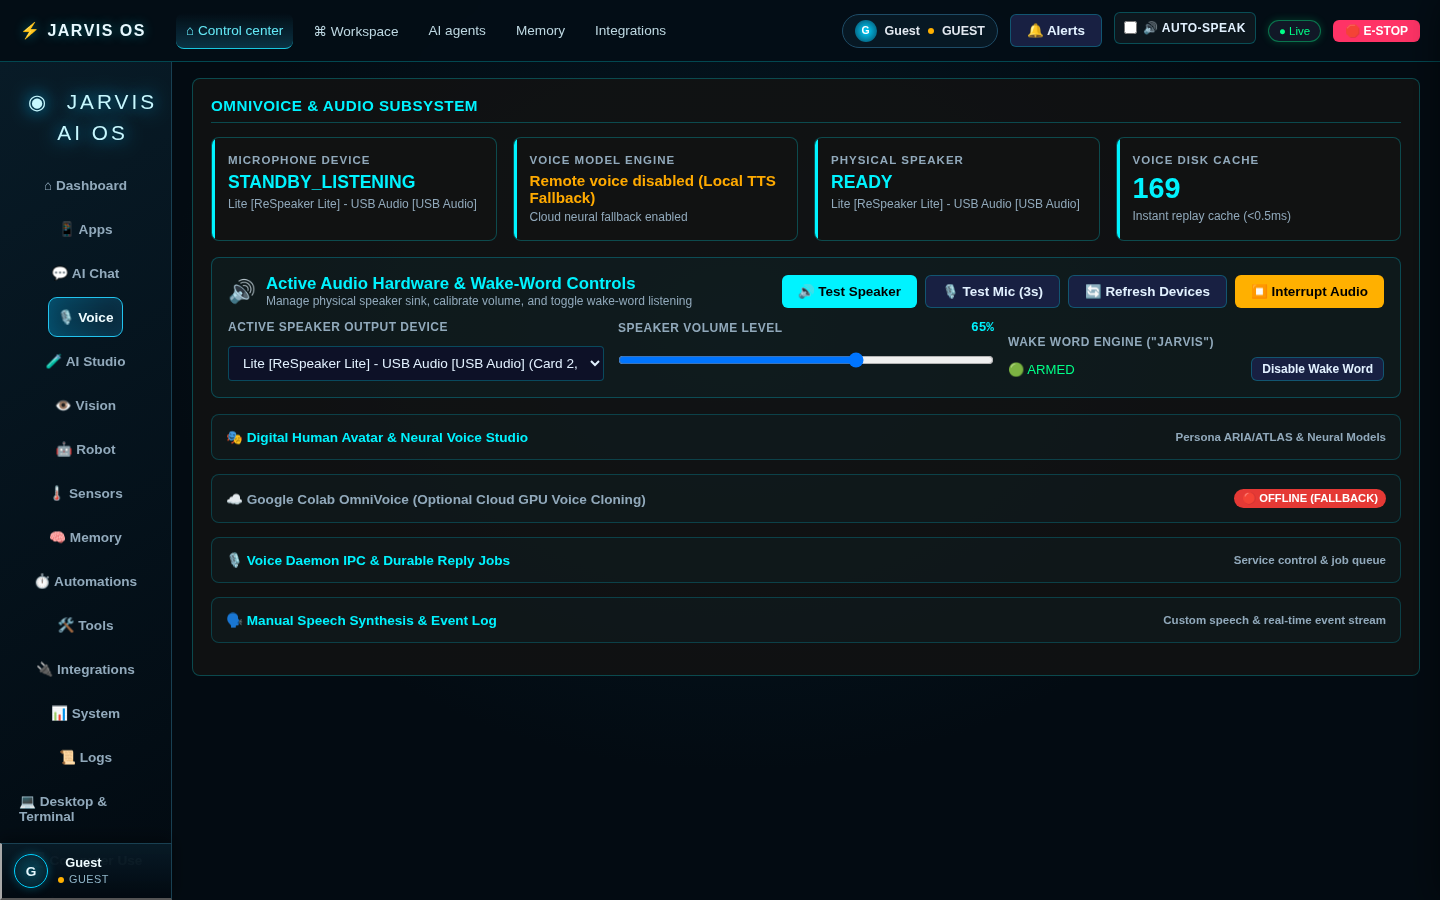 ⚡ JARVIS OS
⌂ Control center
⌘ Workspace
AI agents
Memory
Integrations
G Guest ● GUEST
🔔 Alerts
🔊 AUTO-SPEAK
● Live
🛑 E-STOP
◉ JARVIS
AI OS
⌂ Dashboard
📱 Apps
💬 AI Chat
🎙️ Voice
🧪 AI Studio
👁️ Vision
🤖 Robot
🌡️ Sensors
🧠 Memory
⏱️ Automations
🛠️ Tools
🔌 Integrations
📊 System
📜 Logs
💻 Desktop &
Terminal
G
Guest
● GUEST
OMNIVOICE & AUDIO SUBSYSTEM
MICROPHONE DEVICE
STANDBY_LISTENING
Lite [ReSpeaker Lite] - USB Audio [USB Audio]
VOICE MODEL ENGINE
Remote voice disabled (Local TTS
Fallback)
Cloud neural fallback enabled
PHYSICAL SPEAKER
READY
Lite [ReSpeaker Lite] - USB Audio [USB Audio]
VOICE DISK CACHE
169
Instant replay cache (<0.5ms)
🔊 Active Audio Hardware & Wake-Word Controls
Manage physical speaker sink, calibrate volume, and toggle wake-word listening
🔊 Test Speaker
🎙️ Test Mic (3s)
🔄 Refresh Devices
⏹️ Interrupt Audio
ACTIVE SPEAKER OUTPUT DEVICE
Lite [ReSpeaker Lite] - USB Audio [USB Audio] (Card 2,
SPEAKER VOLUME LEVEL
65%
WAKE WORD ENGINE ("JARVIS")
🟢 ARMED
Disable Wake Word
🎭 Digital Human Avatar & Neural Voice Studio
Persona ARIA/ATLAS & Neural Models
☁️ Google Colab OmniVoice (Optional Cloud GPU Voice Cloning)
🔴 OFFLINE (FALLBACK)
🎙️ Voice Daemon IPC & Durable Reply Jobs
Service control & job queue
🗣️ Manual Speech Synthesis & Event Log
Custom speech & real-time event stream